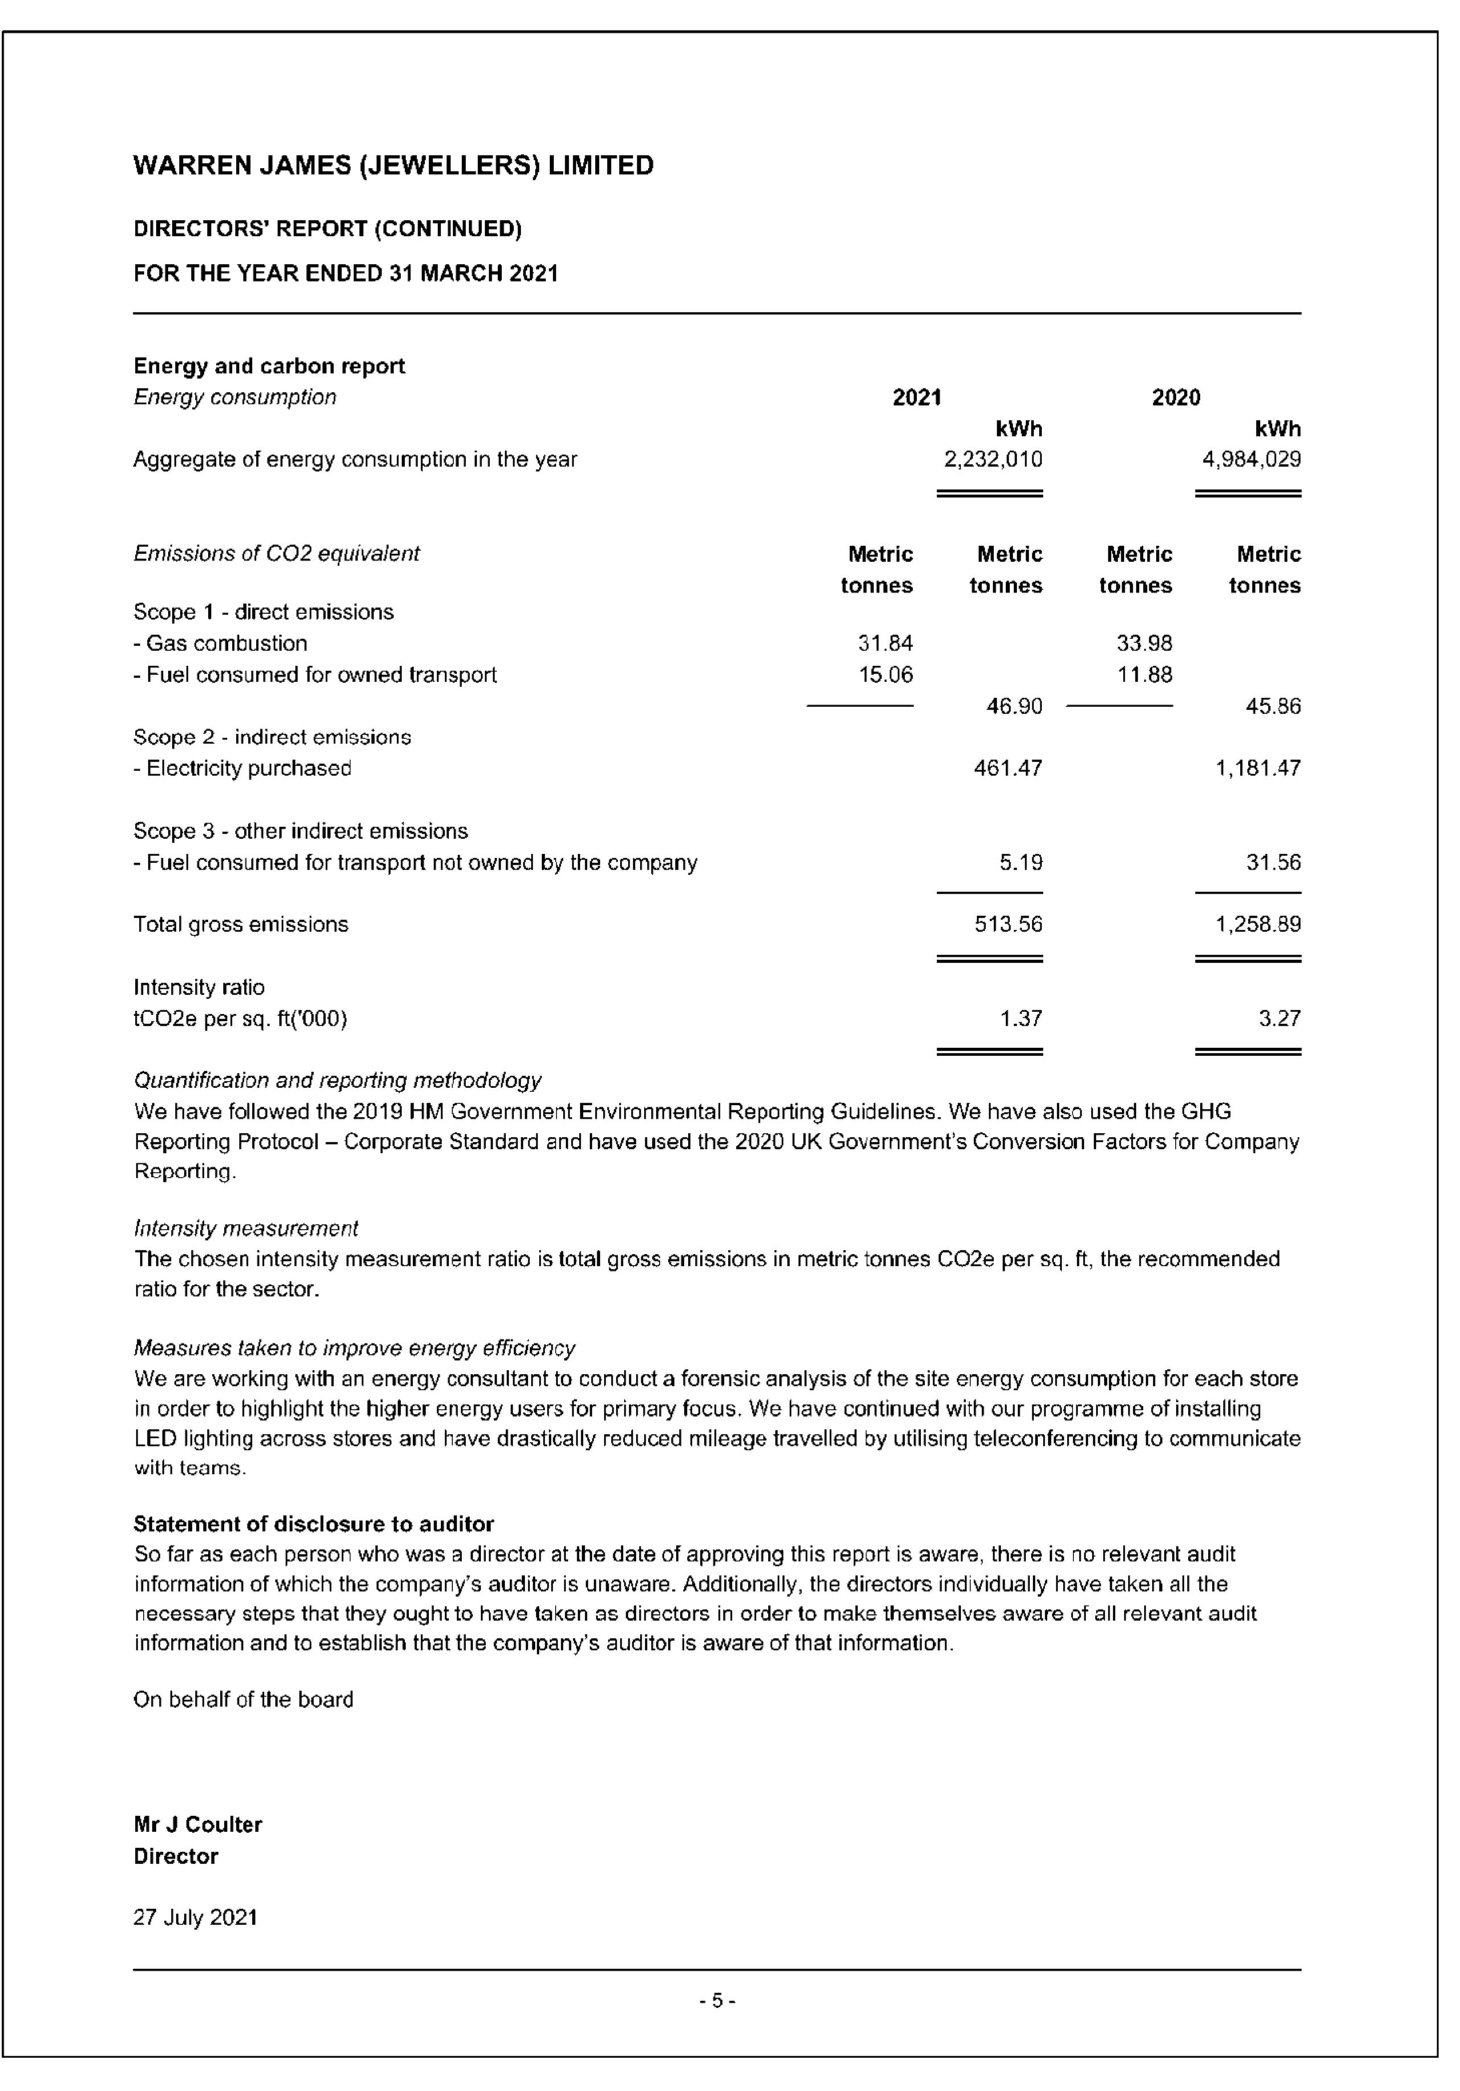 WARREN JAMES (JEWELLERS) LIMITED
DIRECTORS' REPORT (CONTINUED)
FOR THE YEAR ENDED 31 MARCH 2021
Energy and carbon report
Energy consumption 2021 2020
kWh kWh
Aggregate of energy consumption in the year 2,232,010 4,984,029
Emissions of CO2 equivalent Metric Metric Metric Metric
tonnes tonnes tonnes tonnes
Scope 1 - direct emissions
- Gas combustion 31.84 33.98
- Fuel consumed for owned transport 15.06 11.88
46.90 45.86
Scope 2 - indirect emissions
- Electricity purchased 461.47 1,181.47
Scope 3 - other indirect emissions
- Fuel consumed for transport not owned by the company 5.19 31.56
Total gross emissions 513.56 1,258.89
Intensity ratio
tCO2e per sq. ft('000) 1.37 3.27
Quantification and reporting methodology
We have followed the 2019 HM Government Environmental Reporting Guidelines. We have also used the GHG
Reporting Protocol – Corporate Standard and have used the 2020 UK Government's Conversion Factors for Company
Reporting.
Intensity measurement
The chosen intensity measurement ratio is total gross emissions in metric tonnes CO2e per sq. ft, the recommended
ratio for the sector.
Measures taken to improve energy efficiency
We are working with an energy consultant to conduct a forensic analysis of the site energy consumption for each store
in order to highlight the higher energy users for primary focus. We have continued with our programme of installing
LED lighting across stores and have drastically reduced mileage travelled by utilising teleconferencing to communicate
with teams.
Statement of disclosure to auditor
So far as each person who was a director at the date of approving this report is aware, there is no relevant audit
information of which the company's auditor is unaware. Additionally, the directors individually have taken all the
necessary steps that they ought to have taken as directors in order to make themselves aware of all relevant audit
information and to establish that the company's auditor is aware of that information.
On behalf of the board
Mr J Coulter
Director
27 July 2021
- 5 -